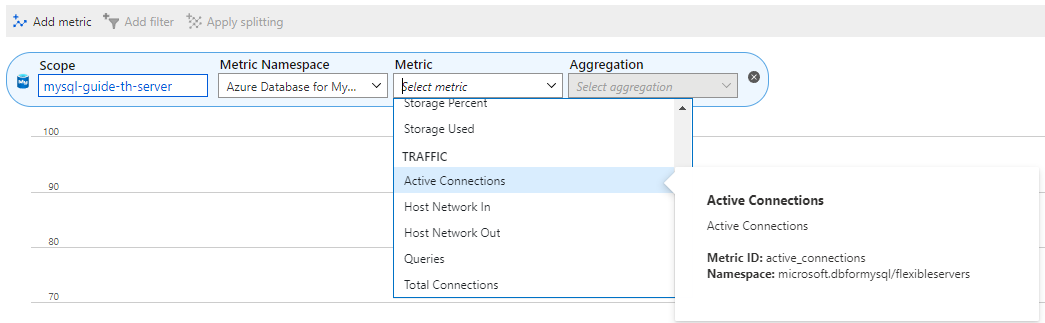 Add metric Add filter Apply splitting
Scope Metric Namespace Metric Aggregation
mysql-guide-th-server Azure Database for My... Select metric Select aggregation
Storage Percent
Storage Used
TRAFFIC
Active Connections
Host Network In
Host Network Out
Queries
Total Connections
Active Connections
Active Connections
Metric ID: active_connections
Namespace: microsoft.dbformysql/flexibleservers
100
90
80
70